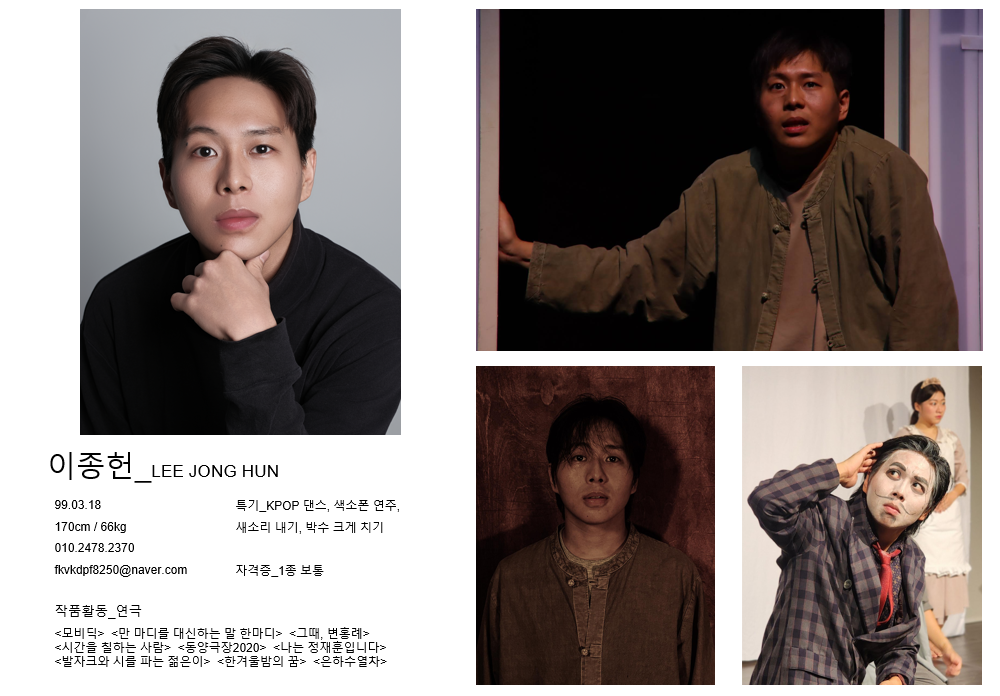 이종헌_LEE JONG HUN
99.03.18
170cm / 66kg
010.2478.2370
fkvkdpf8250@naver.com
특기_KPOP 댄스, 색소폰 연주,
새소리 내기, 박수 크게 치기
자격증_1종 보통
작품활동_연극
<모비딕> <만 마디를 대신하는 말 한마디> <그때, 변홍례>
<시간을 칠하는 사람> <동양극장2020> <나는 정재훈입니다>
<발자크와 시를 파는 젊은이> <한겨울밤의 꿈> <은하수열차>